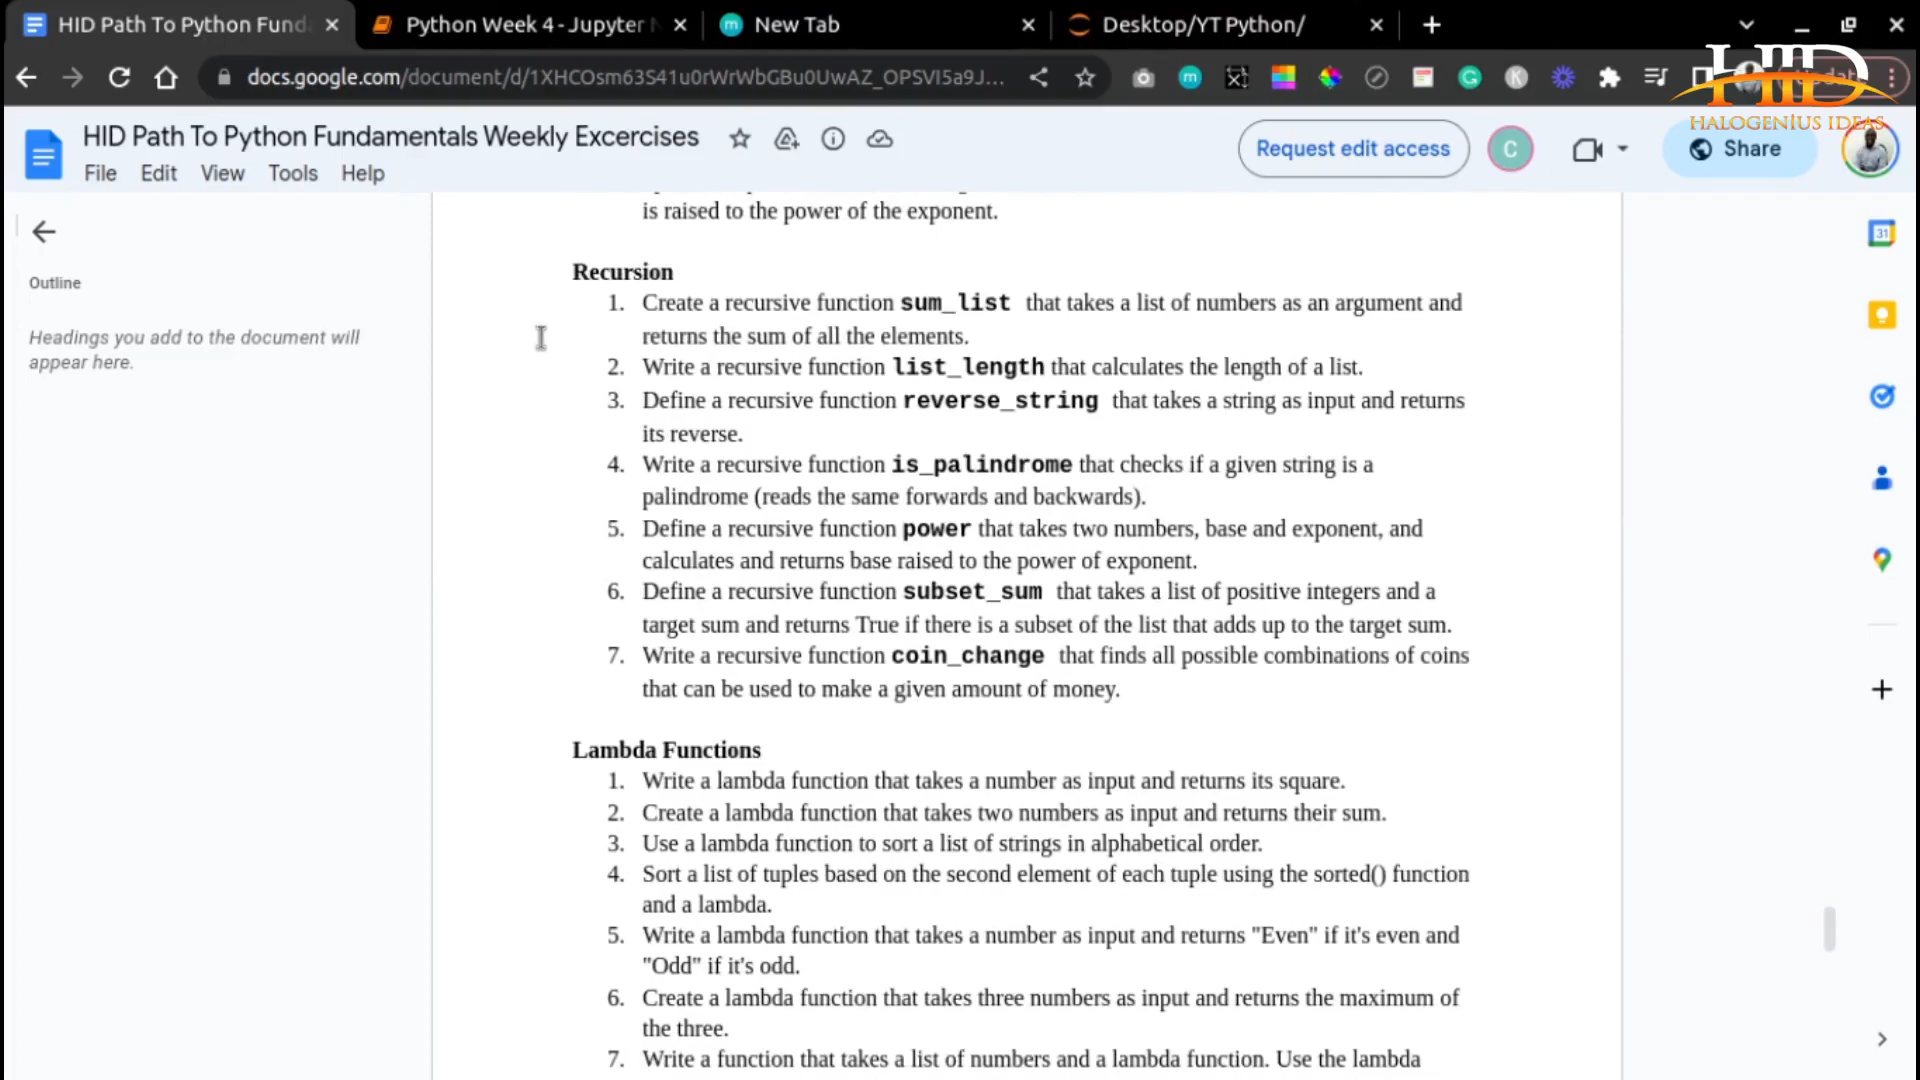 HID Path To Python Fund
Python Week 4 - Jupyter N
New Tab
Desktop/YT Python/
docs.google.com/document/d/1XHCOsm63S41u0rWrWbGBu0UwAZ_OPSVI5a9J...
HID
HALOGENIUS IDEAS
HID Path To Python Fundamentals Weekly Excercises
Request edit access
C
Share
File Edit View Tools Help
is raised to the power of the exponent.
Outline
Headings you add to the document will
appear here.
Recursion
1. Create a recursive function sum_list that takes a list of numbers as an argument and
returns the sum of all the elements.
2. Write a recursive function list_length that calculates the length of a list.
3. Define a recursive function reverse_string that takes a string as input and returns
its reverse.
4. Write a recursive function is_palindrome that checks if a given string is a
palindrome (reads the same forwards and backwards).
5. Define a recursive function power that takes two numbers, base and exponent, and
calculates and returns base raised to the power of exponent.
6. Define a recursive function subset_sum that takes a list of positive integers and a
target sum and returns True if there is a subset of the list that adds up to the target sum.
7. Write a recursive function coin_change that finds all possible combinations of coins
that can be used to make a given amount of money.
Lambda Functions
1. Write a lambda function that takes a number as input and returns its square.
2. Create a lambda function that takes two numbers as input and returns their sum.
3. Use a lambda function to sort a list of strings in alphabetical order.
4. Sort a list of tuples based on the second element of each tuple using the sorted() function
and a lambda.
5. Write a lambda function that takes a number as input and returns "Even" if it's even and
"Odd" if it's odd.
6. Create a lambda function that takes three numbers as input and returns the maximum of
the three.
7. Write a function that takes a list of numbers and a lambda function. Use the lambda
31